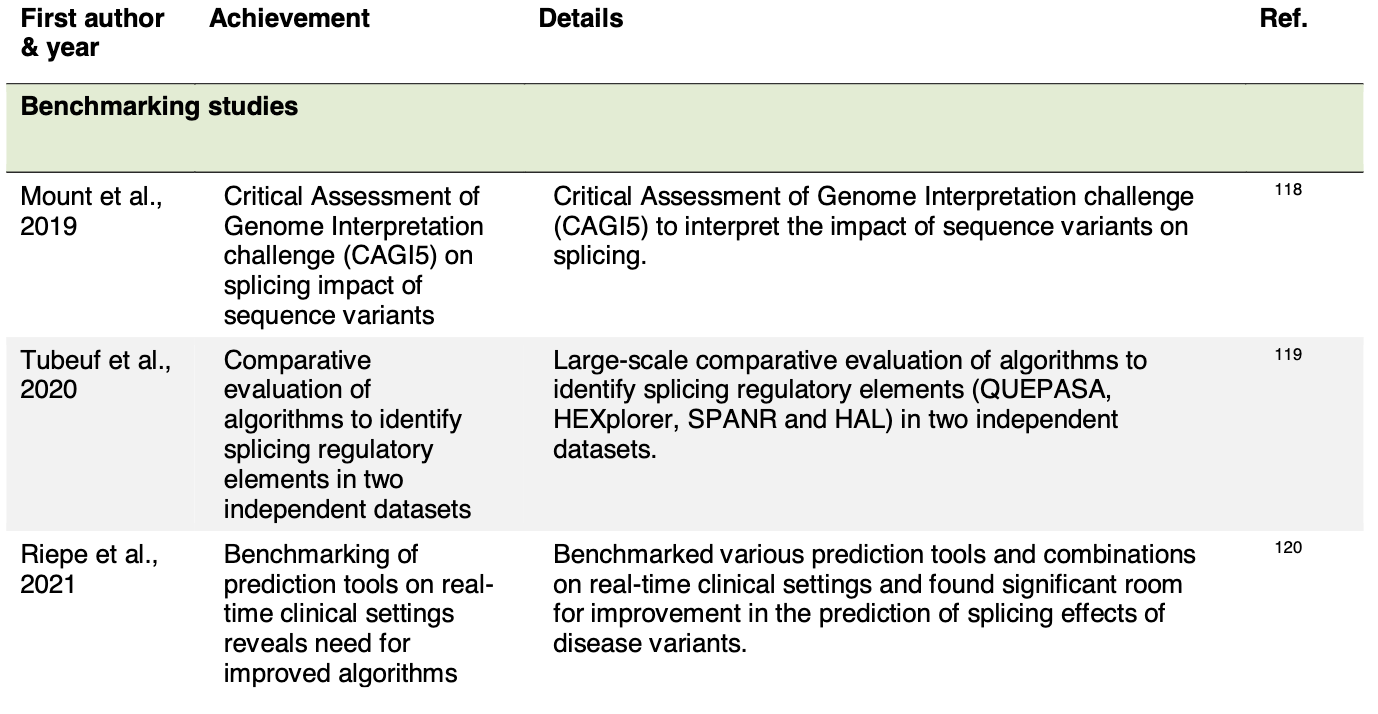 First author Achievement Details Ref.
& year
Benchmarking studies
Mount et al., Critical Assessment of Critical Assessment of Genome Interpretation challenge 118
2019 Genome Interpretation (CAGI5) to interpret the impact of sequence variants on
challenge (CAGI5) on splicing.
splicing impact of
sequence variants
Tubeuf et al., Comparative Large-scale comparative evaluation of algorithms to 119
2020 evaluation of identify splicing regulatory elements (QUEPASA,
algorithms to identify HEXplorer, SPANR and HAL) in two independent
splicing regulatory datasets.
elements in two
independent datasets
Riepe et al., Benchmarking of Benchmarked various prediction tools and combinations 120
2021 prediction tools on real- on real-time clinical settings and found significant room
time clinical settings for improvement in the prediction of splicing effects of
reveals need for disease variants.
improved algorithms